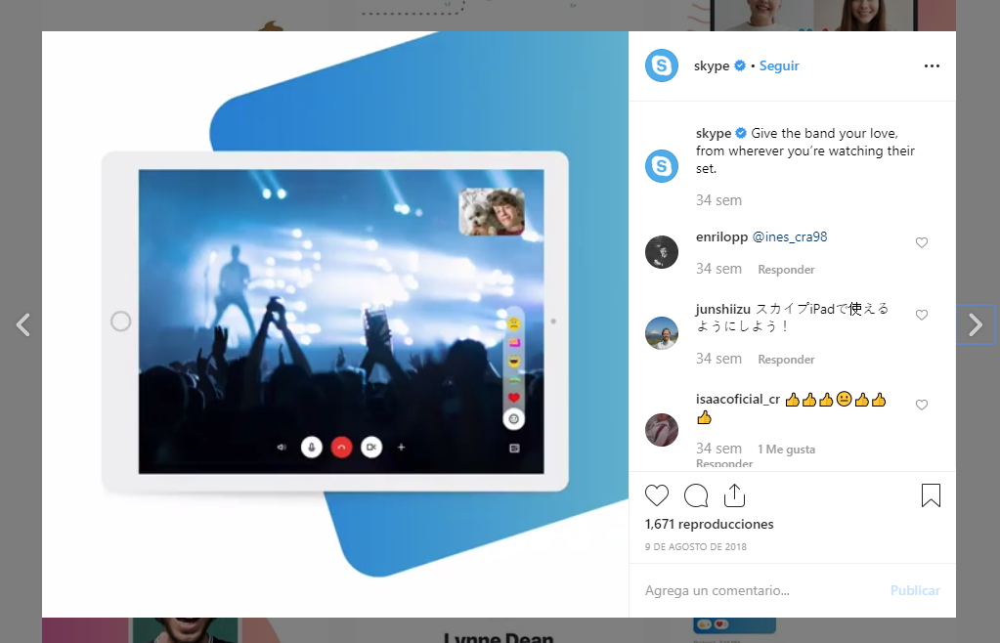 skype • Seguir
skype Give the band your love,
from wherever you’re watching their
set.
34 sem
enrilopp @ines_cra98
34 sem Responder
junshiizu スカイプiPadで使える
ようにしよう！
34 sem Responder
isaacoficial_cr 👍👍👍😐👍👍
👍
34 sem 1 Me gusta
Responder
1,671 reproducciones
9 DE AGOSTO DE 2018
Agrega un comentario... Publicar
Lynne Dean